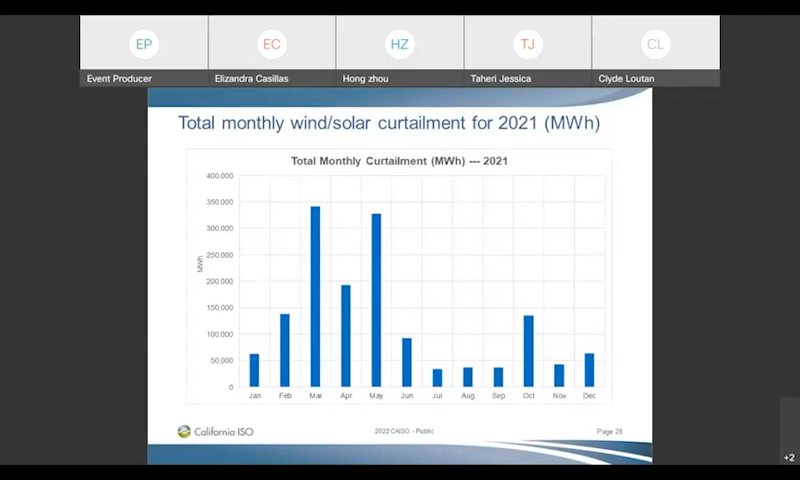 EP
EC
HZ
TJ
CL
Event Producer
Elizandra Casillas
Hong zhou
Taheri Jessica
Clyde Loutan
Total monthly wind/solar curtailment for 2021 (MWh)
Total Monthly Curtailment (MWh) --- 2021
400,000
350,000
300,000
250,000
200,000
150,000
100,000
50,000
0
MWh
Jan Feb Mar Apr May Jun Jul Aug Sep Oct Nov Dec
California ISO
2022 CAISO - Public
Page 28
+2